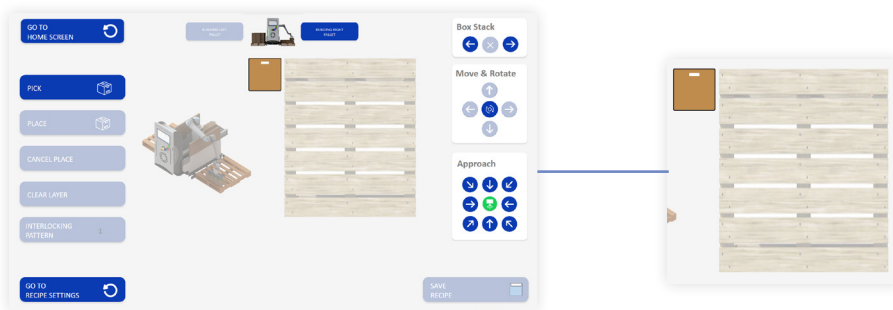 GO TO
HOME SCREEN
BUILDING RIGHT
PALLET
PICK
PLACE
CANCEL PLACE
CLEAR LAYER
INTERLOCKING
PATTERN
GO TO
RECIPE SETTINGS
Box Stack
Move & Rotate
Approach
SAVE
RECIPE